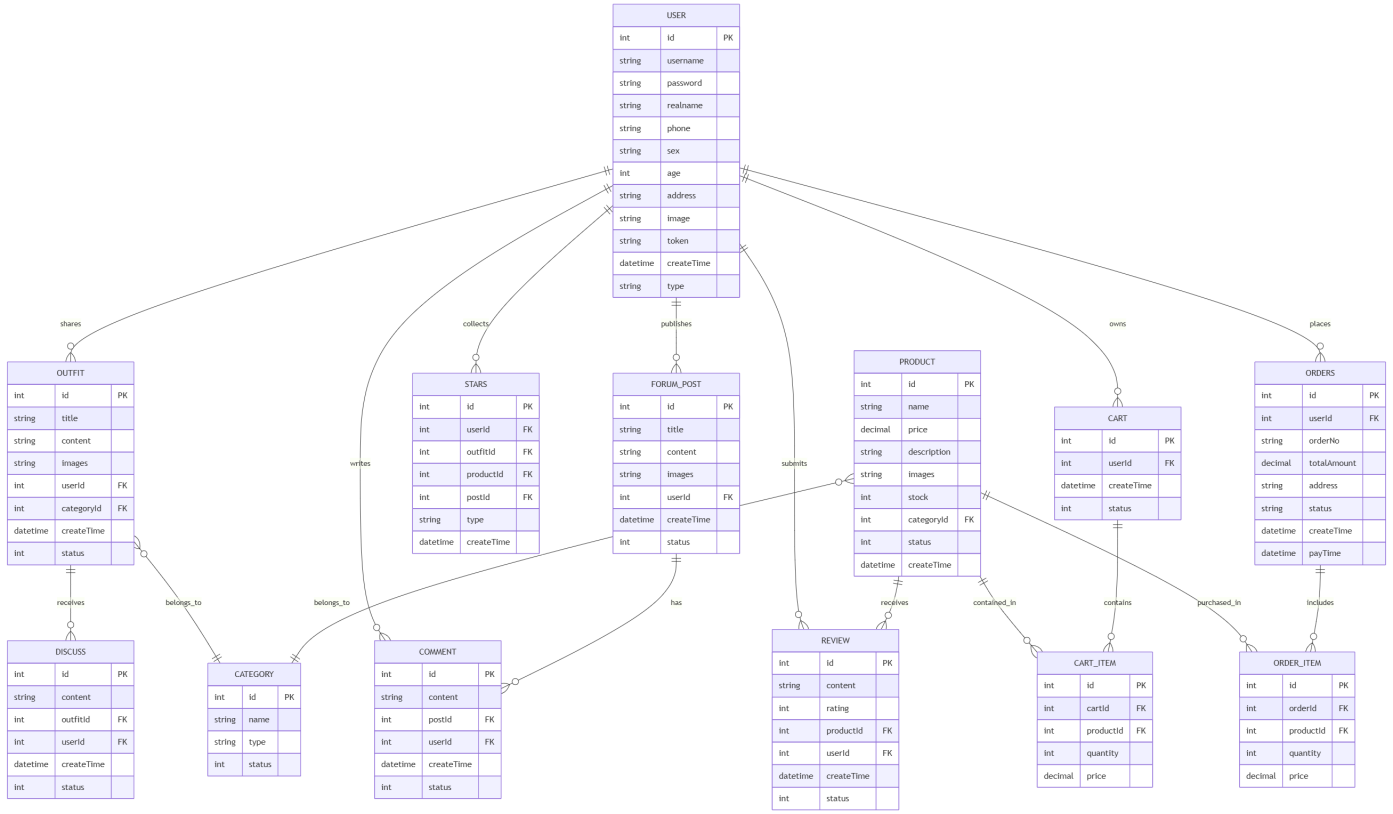 USER
int id PK
string username
string password
string realname
string phone
string sex
int age
string address
string image
string token
datetime createTime
string type
shares
collects
publishes
owns
places
writes
submits
OUTFIT
int id PK
string title
string content
string images
int userId FK
int categoryId FK
datetime createTime
int status
STARS
int id PK
int userId FK
int outfitId FK
int productId FK
int postId FK
string type
datetime createTime
FORUM_POST
int id PK
string title
string content
string images
int userId FK
datetime createTime
int status
PRODUCT
int id PK
string name
decimal price
string description
string images
int stock
int categoryId FK
int status
datetime createTime
CART
int id PK
int userId FK
datetime createTime
int status
ORDERS
int id PK
int userId FK
string orderNo
decimal totalAmount
string address
string status
datetime createTime
datetime payTime
receives
belongs_to
belongs_to
has
receives
contained_in
contains
purchased_in
includes
DISCUSS
int id PK
string content
int outfitId FK
int userId FK
datetime createTime
int status
CATEGORY
int id PK
string name
string type
int status
COMMENT
int id PK
string content
int postId FK
int userId FK
datetime createTime
int status
REVIEW
int id PK
string content
int rating
int productId FK
int userId FK
datetime createTime
int status
CART_ITEM
int id PK
int cartId FK
int productId FK
int quantity
decimal price
ORDER_ITEM
int id PK
int orderId FK
int productId FK
int quantity
decimal price